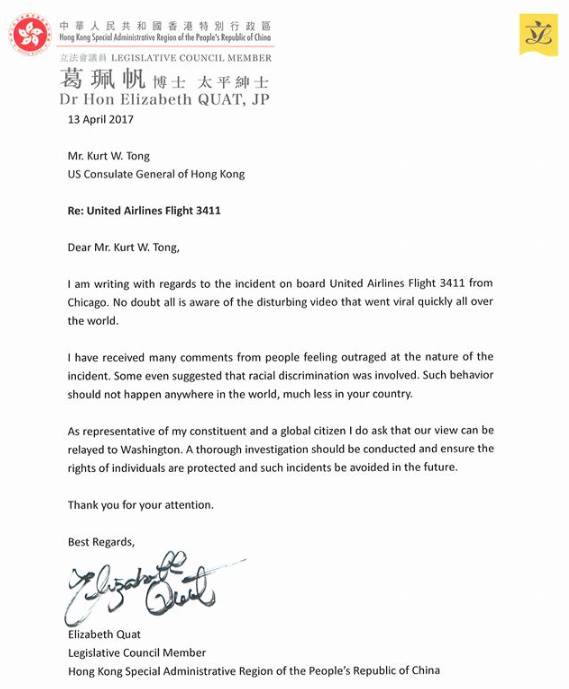 中華人民共和國香港特別行政區
Hong Kong Special Administrative Region of the People's Republic of China
立法會議員 LEGISLATIVE COUNCIL MEMBER
葛珮帆 博士 太平紳士
Dr Hon Elizabeth QUAT, JP
立
13 April 2017
Mr. Kurt W. Tong
US Consulate General of Hong Kong
Re: United Airlines Flight 3411
Dear Mr. Kurt W. Tong,
I am writing with regards to the incident on board United Airlines Flight 3411 from
Chicago. No doubt all is aware of the disturbing video that went viral quickly all over
the world.
I have received many comments from people feeling outraged at the nature of the
incident. Some even suggested that racial discrimination was involved. Such behavior
should not happen anywhere in the world, much less in your country.
As representative of my constituent and a global citizen I do ask that our view can be
relayed to Washington. A thorough investigation should be conducted and ensure the
rights of individuals are protected and such incidents be avoided in the future.
Thank you for your attention.
Best Regards,
Elizabeth Quat
Elizabeth Quat
Legislative Council Member
Hong Kong Special Administrative Region of the People's Republic of China